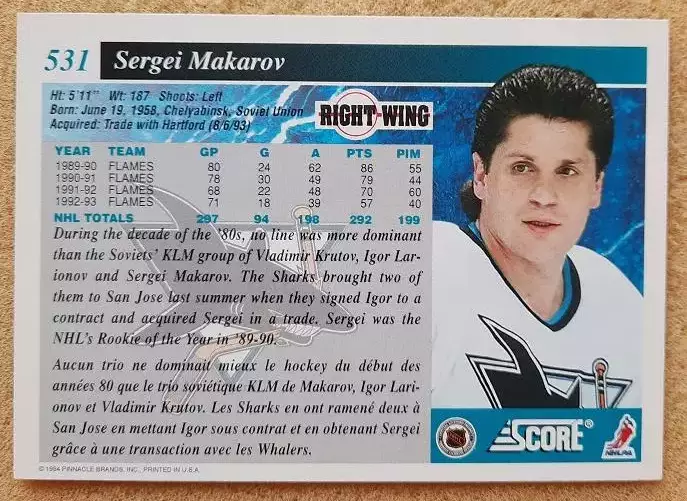 531 Sergei Makarov
Ht: 5'11" Wt: 187 Shoots: Left
Born: June 19, 1958, Chelyabinsk, Soviet Union
Acquired: Trade with Hartford (8/6/93)
RIGHT WING
YEAR TEAM GP G A PTS PIM
1989-90 FLAMES 80 24 62 86 55
1990-91 FLAMES 78 30 49 79 44
1991-92 FLAMES 68 22 48 70 60
1992-93 FLAMES 71 18 39 57 40
NHL TOTALS 297 94 198 292 199
During the decade of the '80s, no line was more dominant
than the Soviets' KLM group of Vladimir Krutov, Igor Lar-
ionov and Sergei Makarov. The Sharks brought two of
them to San Jose last summer when they signed Igor to a
contract and acquired Sergei in a trade. Sergei was the
NHL's Rookie of the Year in '89-90.
Aucun trio ne dominait mieux le hockey du début des
années 80 que le trio soviétique KLM de Makarov, Igor Lari-
onov et Vladimir Krutov. Les Sharks en ont ramené deux à
San Jose en mettant Igor sous contrat et en obtenant Sergei
grâce à une transaction avec les Whalers.
NHL
SCORE®
NHLPA
©1994 PINNACLE BRANDS, INC., PRINTED IN U.S.A.